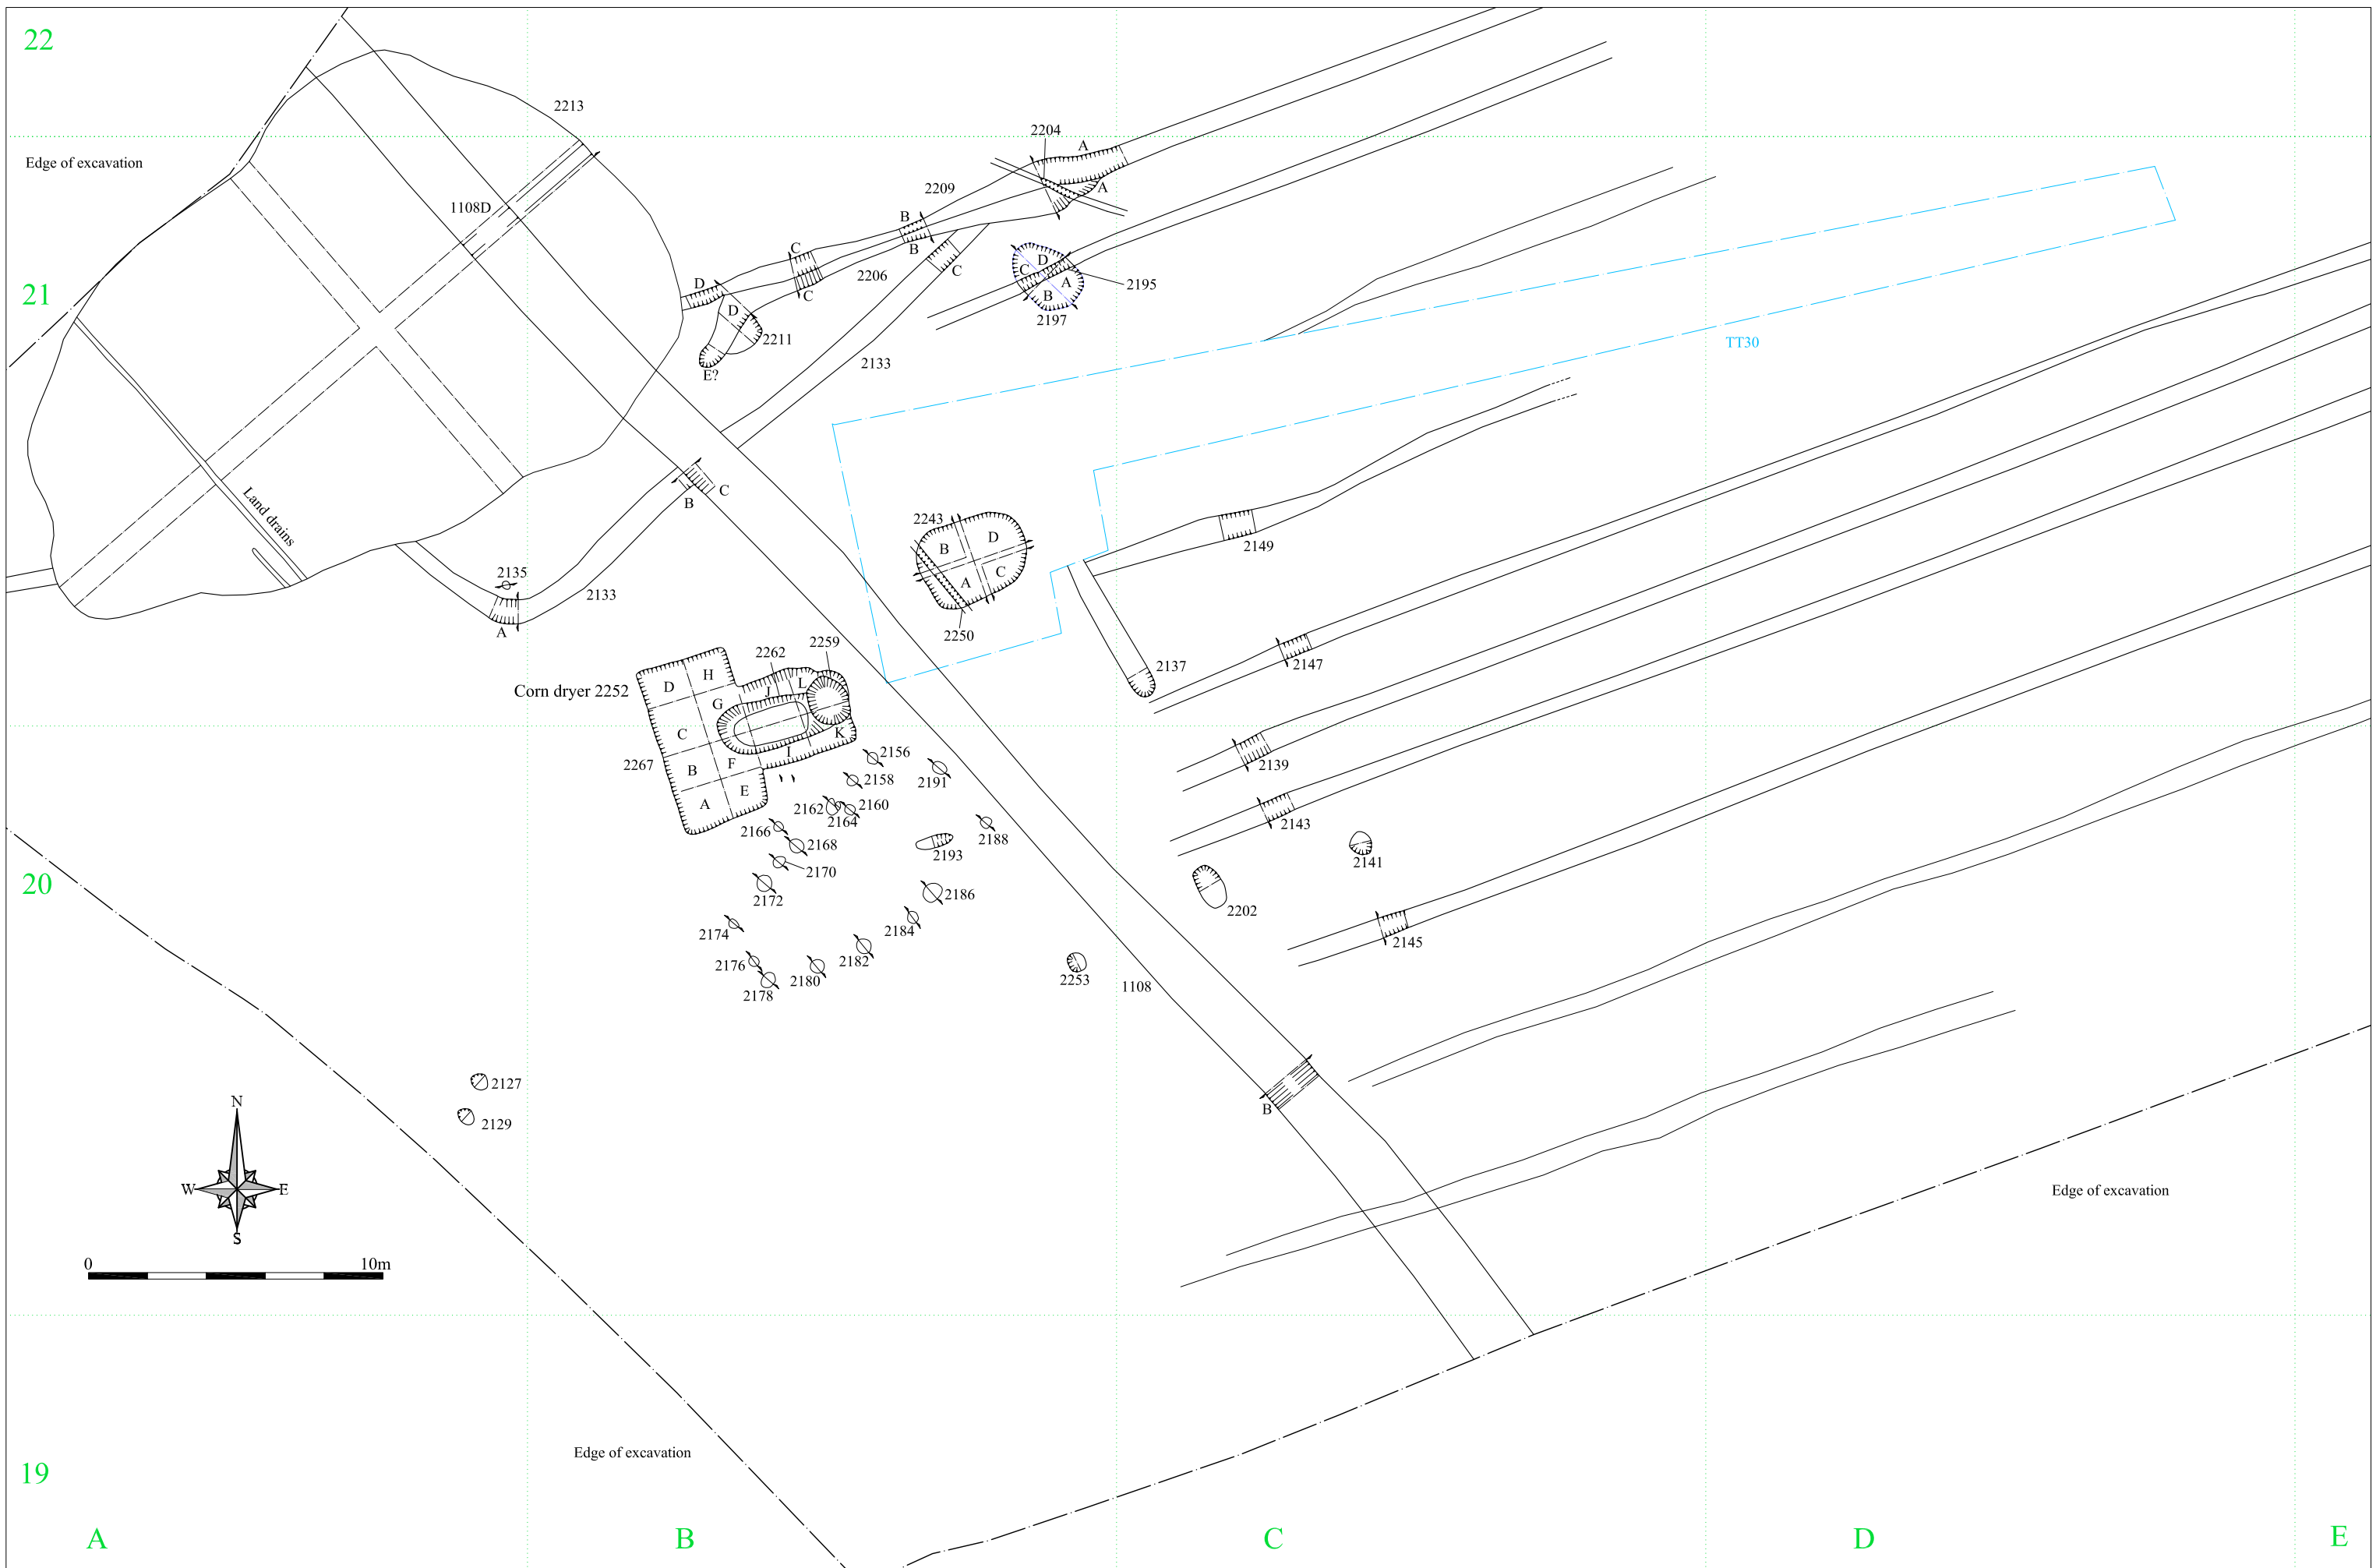 22
2213
Edge of excavation
2204
A
A
1108D
2209
B
B
C
C
2206
C
21
D
D
2211
E?
2133
D
C
A
B
2195
2197
TT30
Land drains
B
C
2243
B
D
A
C
2250
2149
2135
A
2133
2147
2137
Corn dryer 2252
2262
2259
D
H
J
L
G
C
K
I
2267
B
F
A
E
2156
2191
2158
2162
2160
2164
2166
2168
2188
2170
2193
2139
2143
2141
20
2172
2186
2202
2174
2184
2145
2182
2176
2180
2178
2253
1108
2127
2129
B
N
W
E
S
0
10m
Edge of excavation
Edge of excavation
19
A
B
C
D
E